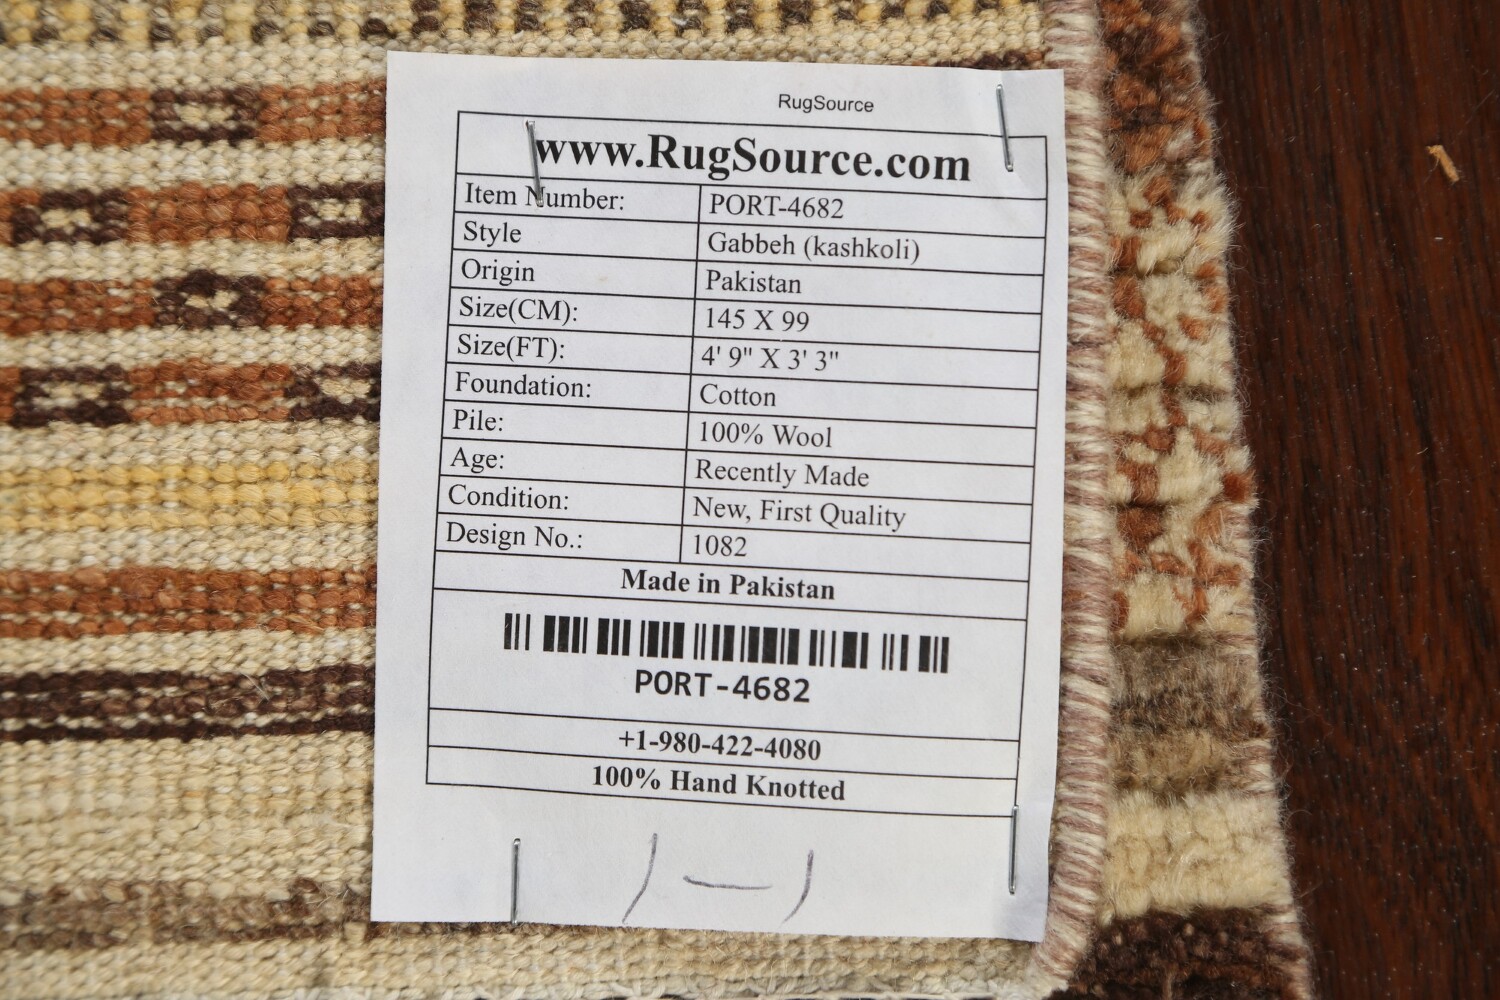 RugSource
www.RugSource.com
Item Number: PORT-4682
Style Gabbeh (kashkoli)
Origin Pakistan
Size(CM): 145 X 99
Size(FT): 4' 9" X 3' 3"
Foundation: Cotton
Pile: 100% Wool
Age: Recently Made
Condition: New, First Quality
Design No.: 1082
Made in Pakistan
PORT-4682
+1-980-422-4080
100% Hand Knotted
1-1